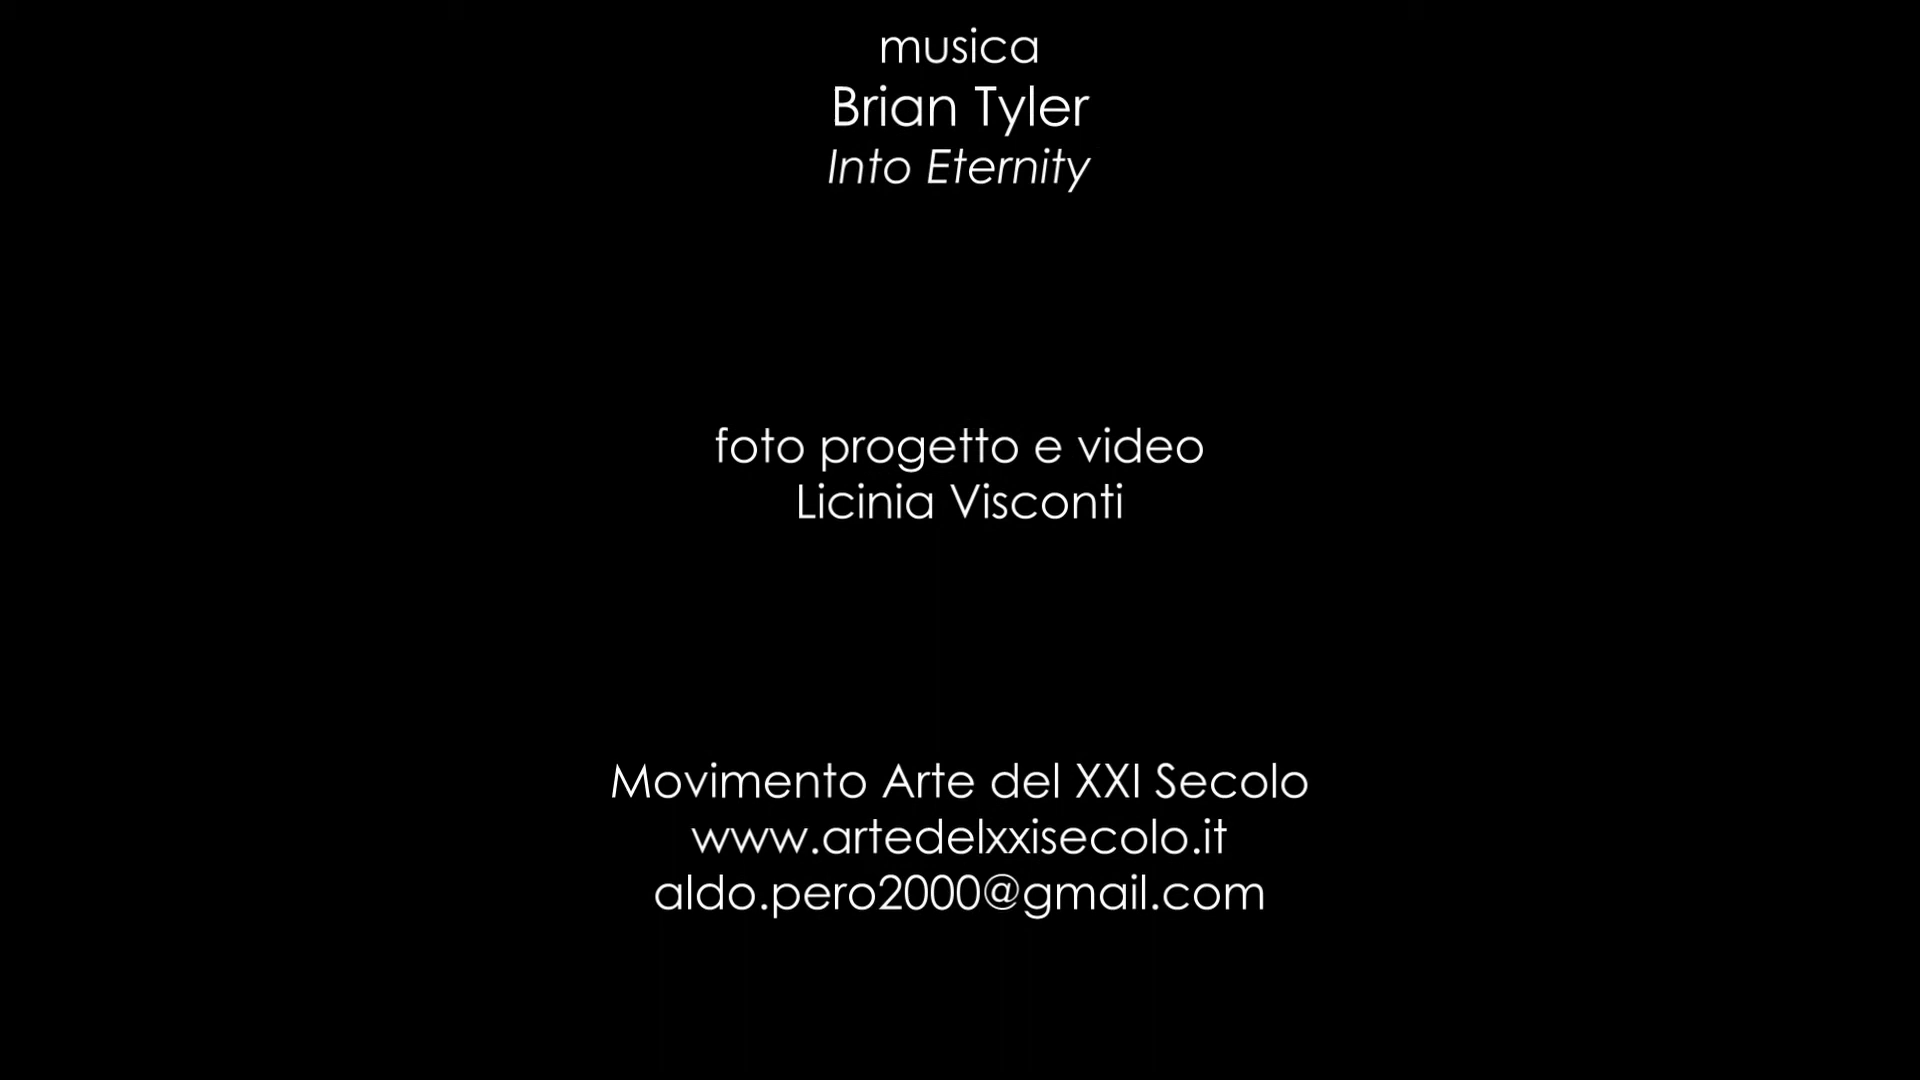 musica
Brian Tyler
Into Eternity
foto progetto e video
Licinia Visconti
Movimento Arte del XXI Secolo
www.artedelxxisecolo.it
aldo.pero2000@gmail.com